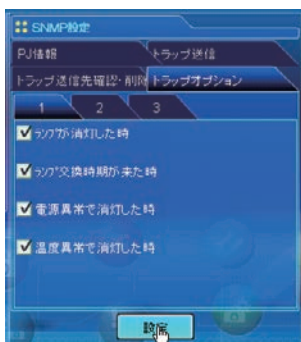 SNMP設定
PJ情報
トラップ送信
トラップ送信先確認・削除
トラップオプション
1 2 3
ﾗﾝﾌﾟが消灯した時
ﾗﾝﾌﾟ交換時期が来た時
電源異常で消灯した時
温度異常で消灯した時
設定